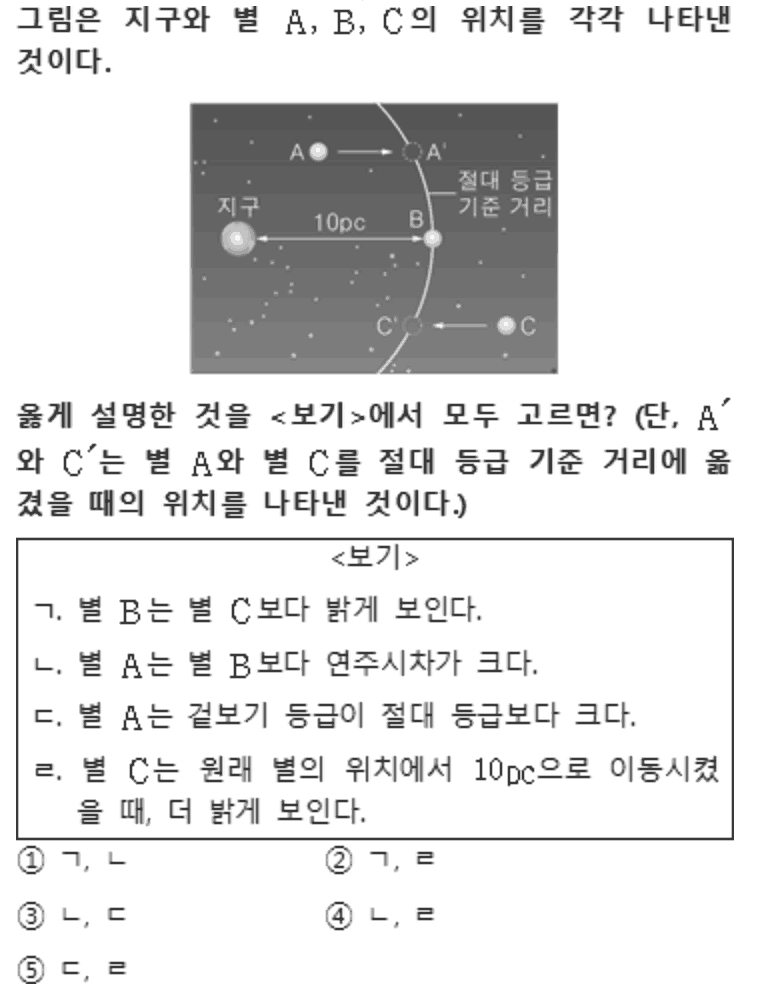 그림은 지구와 별 A, B, C의 위치를 각각 나타낸
것이다.
A
A'
절대 등급
기준 거리
지구
10pc
B
C'
C
옳게 설명한 것을 <보기>에서 모두 고르면? (단, A´
와 C´는 별 A와 별 C를 절대 등급 기준 거리에 옮
겼을 때의 위치를 나타낸 것이다.)
<보기>
ㄱ. 별 B는 별 C보다 밝게 보인다.
ㄴ. 별 A는 별 B보다 연주시차가 크다.
ㄷ. 별 A는 겉보기 등급이 절대 등급보다 크다.
ㄹ. 별 C는 원래 별의 위치에서 10pc으로 이동시켰
을 때, 더 밝게 보인다.
① ㄱ, ㄴ ② ㄱ, ㄹ
③ ㄴ, ㄷ ④ ㄴ, ㄹ
⑤ ㄷ, ㄹ